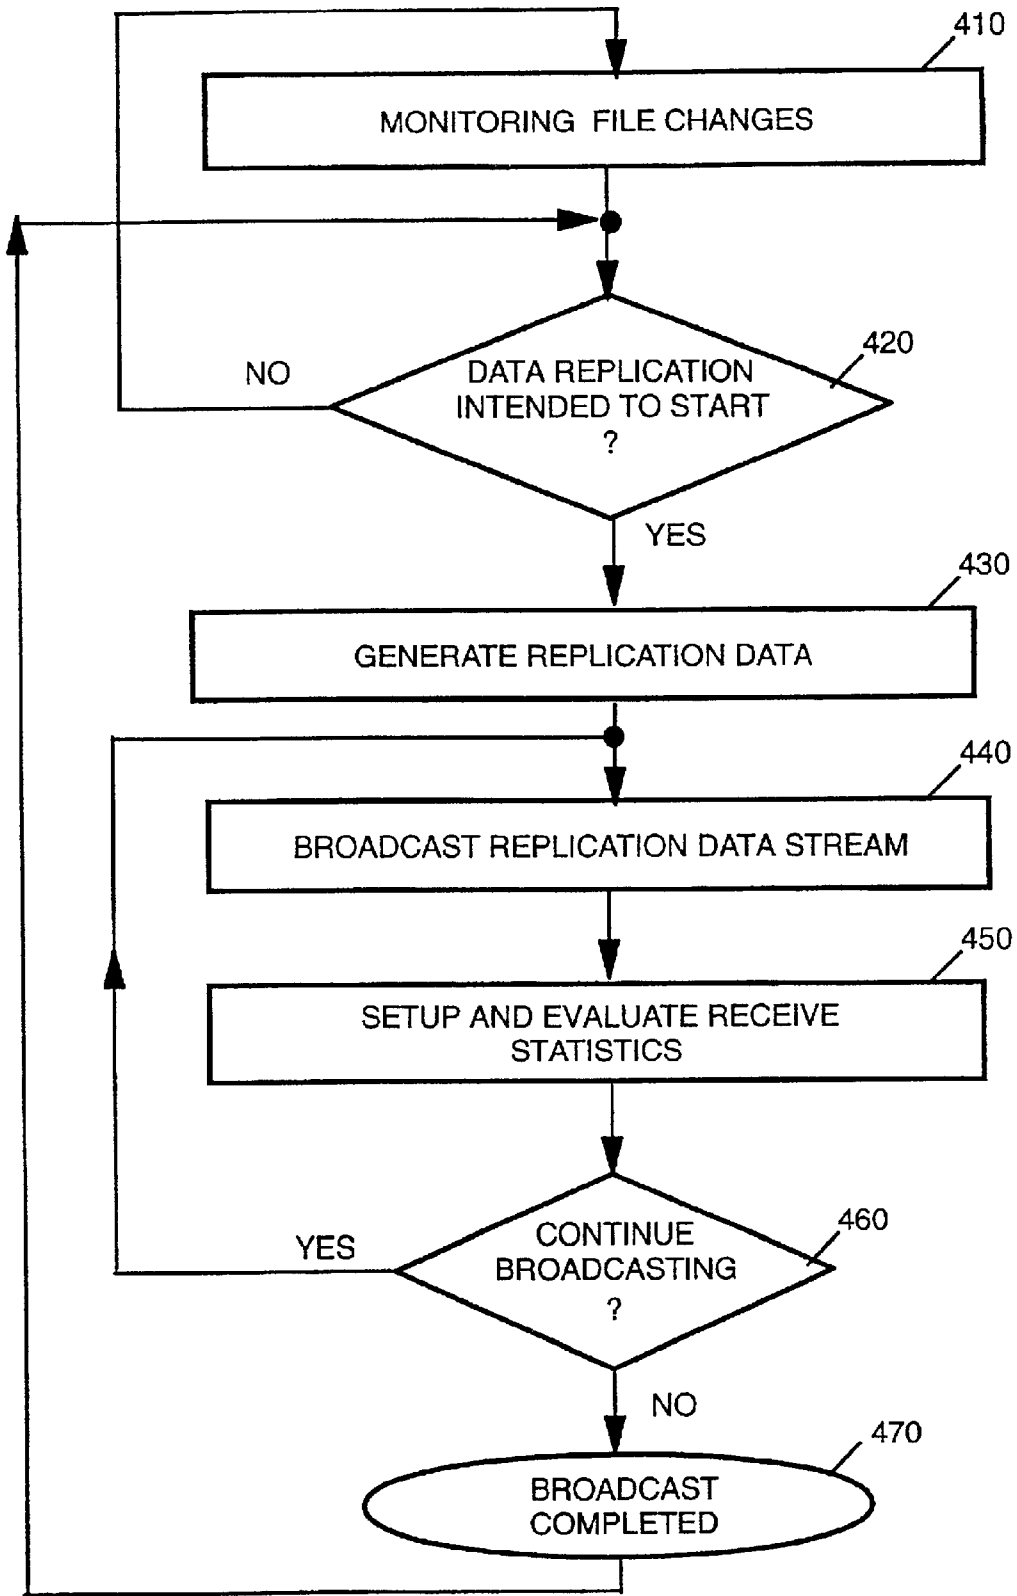 410
MONITORING FILE CHANGES
420
DATA REPLICATION
INTENDED TO START
?
NO
YES
430
GENERATE REPLICATION DATA
440
BROADCAST REPLICATION DATA STREAM
450
SETUP AND EVALUATE RECEIVE
STATISTICS
460
CONTINUE
BROADCASTING
?
YES
NO
470
BROADCAST
COMPLETED